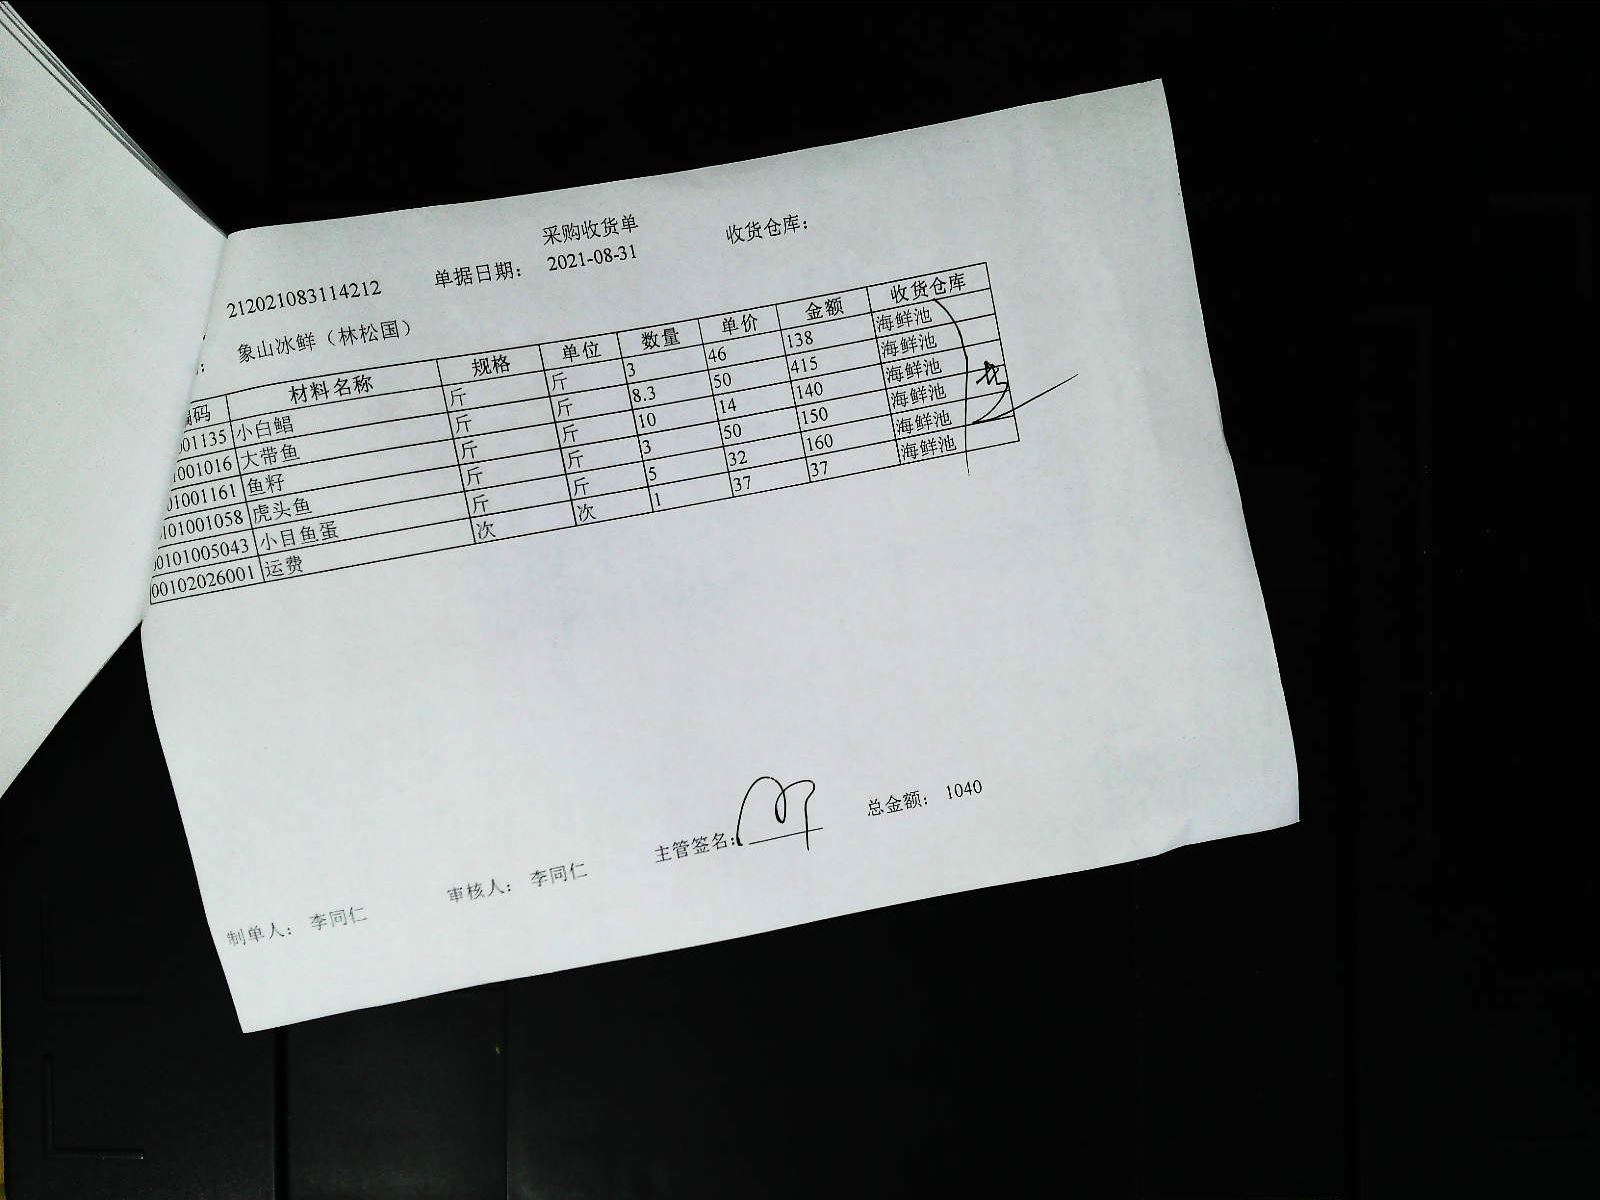 采购收货单
212021083114212 单据日期： 2021-08-31 收货仓库：
： 象山冰鲜（林松国）
编码 材料名称 规格 单位 数量 单价 金额 收货仓库
001135 小白鲳 斤 斤 3 46 138 海鲜池
1001016 大带鱼 斤 斤 8.3 50 415 海鲜池
01001161 鱼籽 斤 斤 10 14 140 海鲜池
101001058 虎头鱼 斤 斤 3 50 150 海鲜池
00101005043 小目鱼蛋 斤 斤 5 32 160 海鲜池
00102026001 运费 次 次 1 37 37 海鲜池
制单人： 李同仁 审核人： 李同仁 主管签名： 总金额： 1040